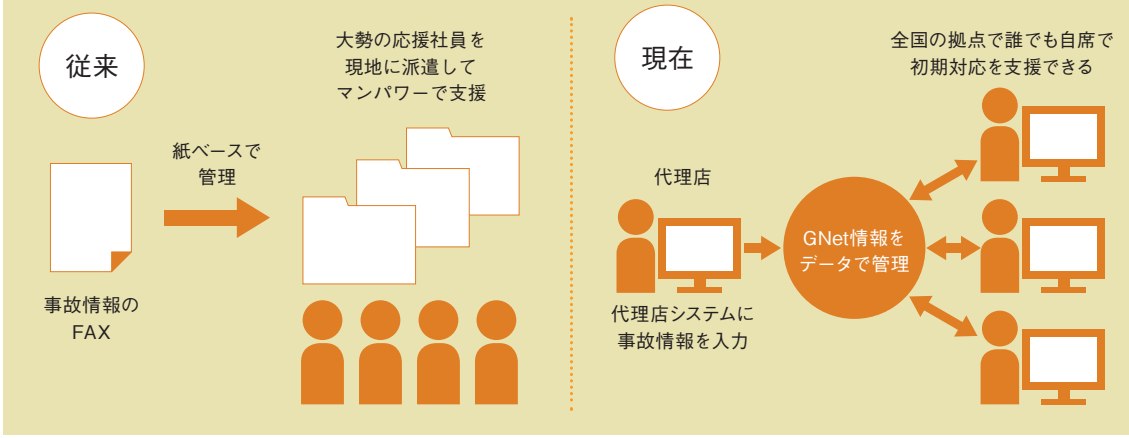 従来
大勢の応援社員を
現地に派遣して
マンパワーで支援
紙ベースで
管理
事故情報の
FAX
現在
全国の拠点で誰でも自席で
初期対応を支援できる
代理店
GNet情報を
データで管理
代理店システムに
事故情報を入力